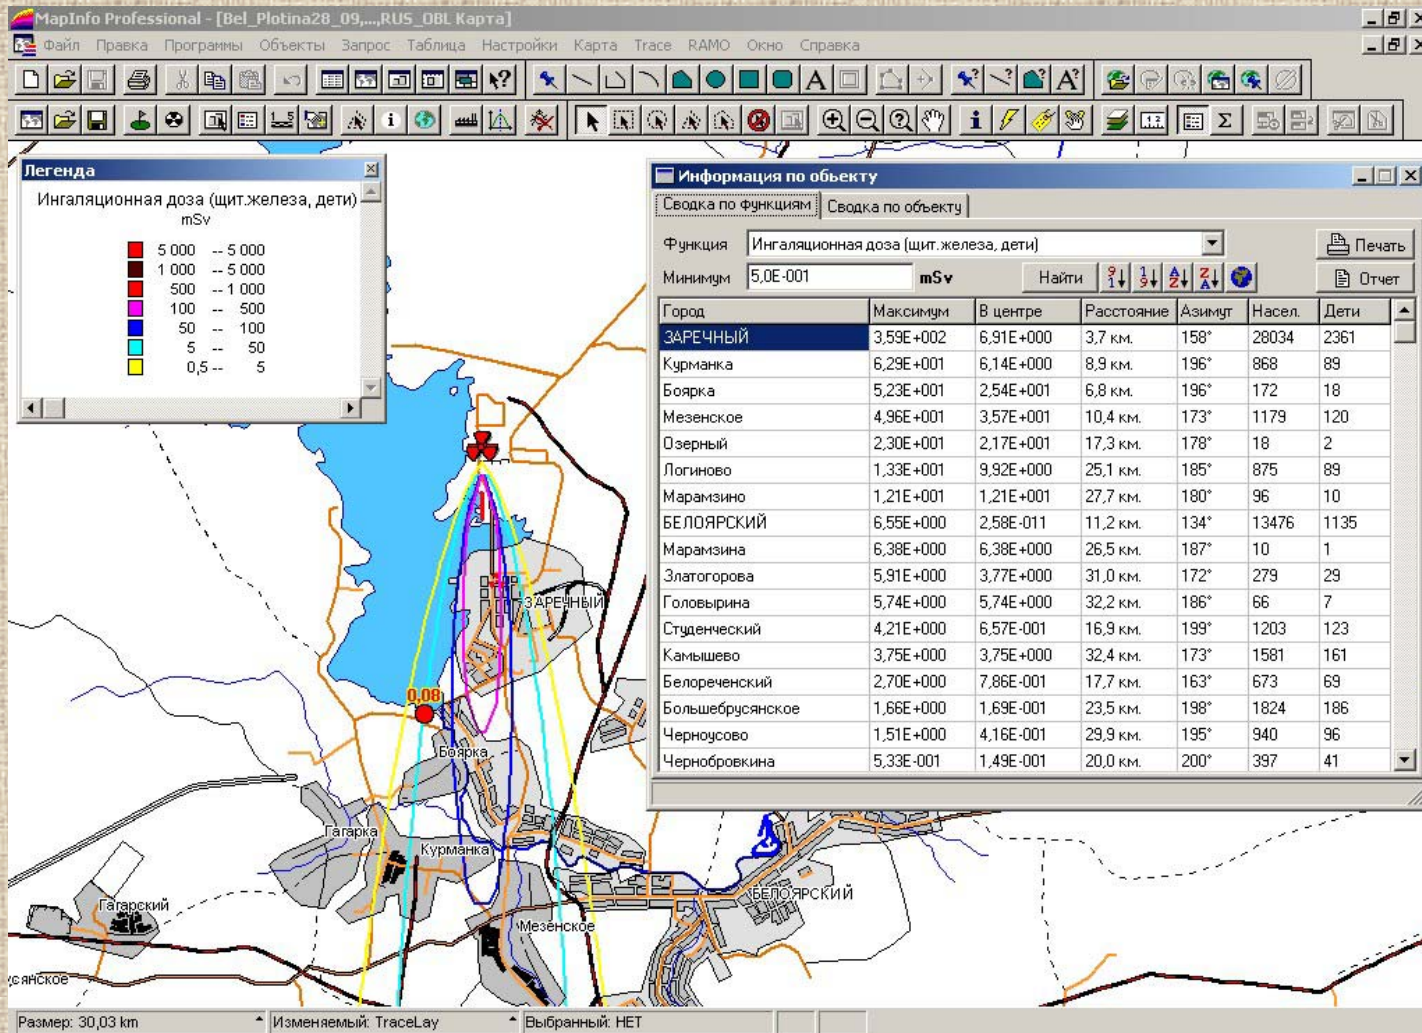 MapInfo Professional - [Bel_Plotina28_09,...,RUS_OBL Карта]
Файл Правка Программы Объекты Запрос Таблица Настройки Карта Trace RAMO Окно Справка
Легенда
Ингаляционная доза (щит.железа, дети)
mSv
5 000 -- 5 000
1 000 -- 5 000
500 -- 1 000
100 -- 500
50 -- 100
5 -- 50
0,5 -- 5
Информация по обьекту
Сводка по функциям Сводка по объекту
Функция Ингаляционная доза (щит.железа, дети) Печать
Минимум 5,0E-001 mSv Найти Отчет
Город Максимум В центре Расстояние Азимут Насел. Дети
ЗАРЕЧНЫЙ 3,59E+002 6,91E+000 3,7 км. 158° 28034 2361
Курманка 6,29E+001 6,14E+000 8,9 км. 196° 868 89
Боярка 5,23E+001 2,54E+001 6,8 км. 196° 172 18
Мезенское 4,96E+001 3,57E+001 10,4 км. 173° 1179 120
Озерный 2,30E+001 2,17E+001 17,3 км. 178° 18 2
Логиново 1,33E+001 9,92E+000 25,1 км. 185° 875 89
Марамзино 1,21E+001 1,21E+001 27,7 км. 180° 96 10
БЕЛОЯРСКИЙ 6,55E+000 2,58E-011 11,2 км. 134° 13476 1135
Марамзина 6,38E+000 6,38E+000 26,5 км. 187° 10 1
Златогорова 5,91E+000 3,77E+000 31,0 км. 172° 279 29
Головырина 5,74E+000 5,74E+000 32,2 км. 186° 66 7
Студенческий 4,21E+000 6,57E-001 16,9 км. 199° 1203 123
Камышево 3,75E+000 3,75E+000 32,4 км. 173° 1581 161
Белореченский 2,70E+000 7,86E-001 17,7 км. 163° 673 69
Большебрусянское 1,66E+000 1,69E-001 23,5 км. 198° 1824 186
Черноусово 1,51E+000 4,16E-001 29,9 км. 195° 940 96
Чернобровкина 5,33E-001 1,49E-001 20,0 км. 200° 397 41
ЗАРЕЧНЫЙ
0,08
Боярка
Гагарка
Курманка
БЕЛОЯРСКИЙ
Гагарский
Мезенское
усянское
Размер: 30,03 km Изменяемый: TraceLay Выбранный: НЕТ